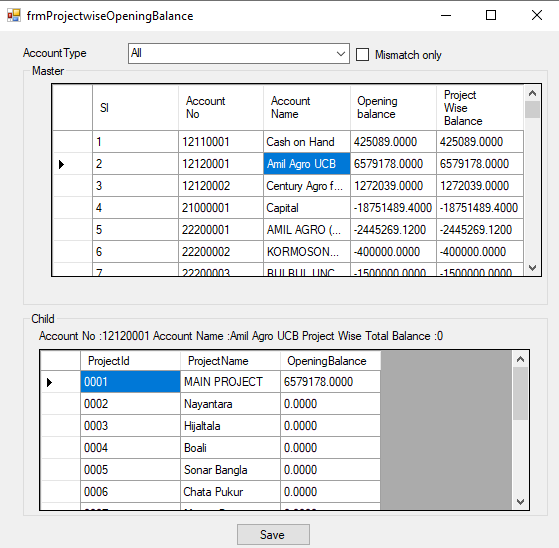 frmProjectwiseOpeningBalance
AccountType All Mismatch only
Master
Sl Account No Account Name Opening balance Project Wise Balance
1 12110001 Cash on Hand 425089.0000 425089.0000
2 12120001 Amil Agro UCB 6579178.0000 6579178.0000
3 12120002 Century Agro f... 1272039.0000 1272039.0000
4 21000001 Capital -18751489.4000 -18751489.4000
5 22200001 AMIL AGRO (... -2445269.1200 -2445269.1200
6 22200002 KORMOSON... -400000.0000 -400000.0000
7 22200003 BULBUL UNC... -1500000.0000 -1500000.0000
Child
Account No :12120001 Account Name :Amil Agro UCB Project Wise Total Balance :0
ProjectId ProjectName OpeningBalance
0001 MAIN PROJECT 6579178.0000
0002 Nayantara 0.0000
0003 Hijaltala 0.0000
0004 Boali 0.0000
0005 Sonar Bangla 0.0000
0006 Chata Pukur 0.0000
Save